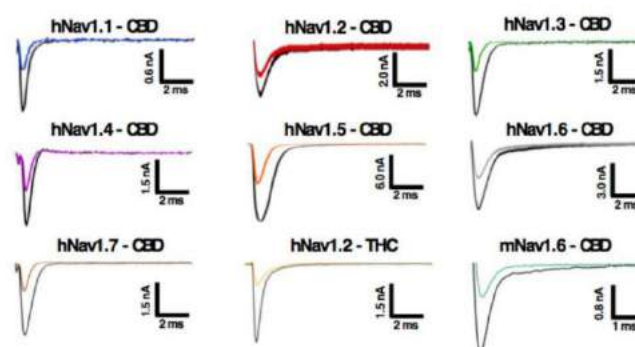 hNav1.1 - CBD
0.6 nA
2 ms
hNav1.2 - CBD
2.0 nA
2 ms
hNav1.3 - CBD
1.5 nA
2 ms
hNav1.4 - CBD
1.5 nA
2 ms
hNav1.5 - CBD
6.0 nA
2 ms
hNav1.6 - CBD
3.0 nA
2 ms
hNav1.7 - CBD
1.5 nA
2 ms
hNav1.2 - THC
1.5 nA
2 ms
mNav1.6 - CBD
0.8 nA
1 ms